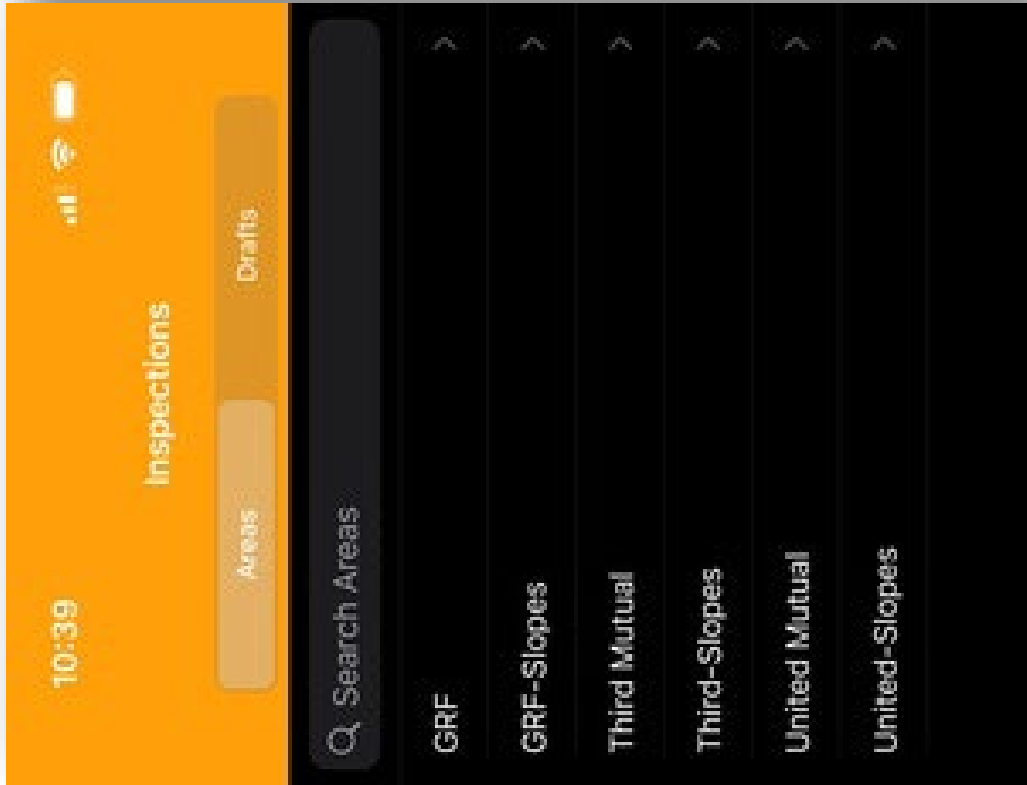 10:39
Inspections
Areas Drafts
Search Areas
GRF
GRF-Slopes
Third Mutual
Third-Slopes
United Mutual
United-Slopes